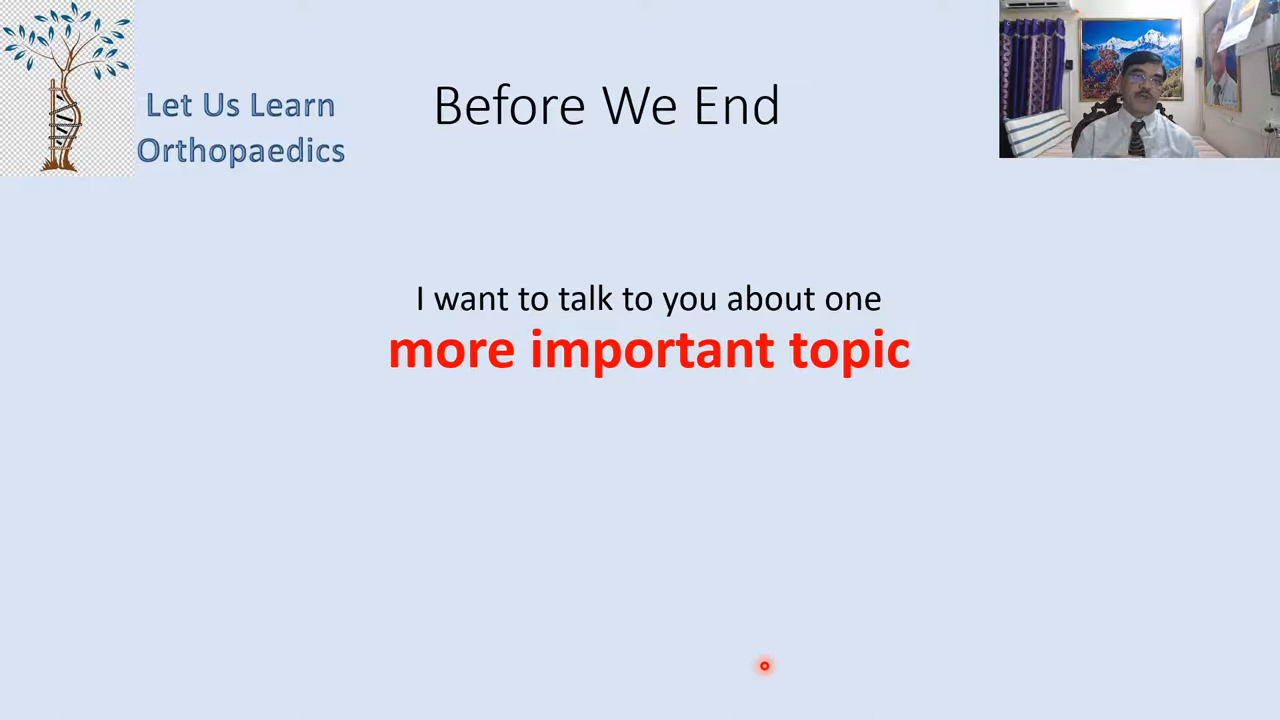 Let Us Learn
Orthopaedics
Before We End
I want to talk to you about one
more important topic